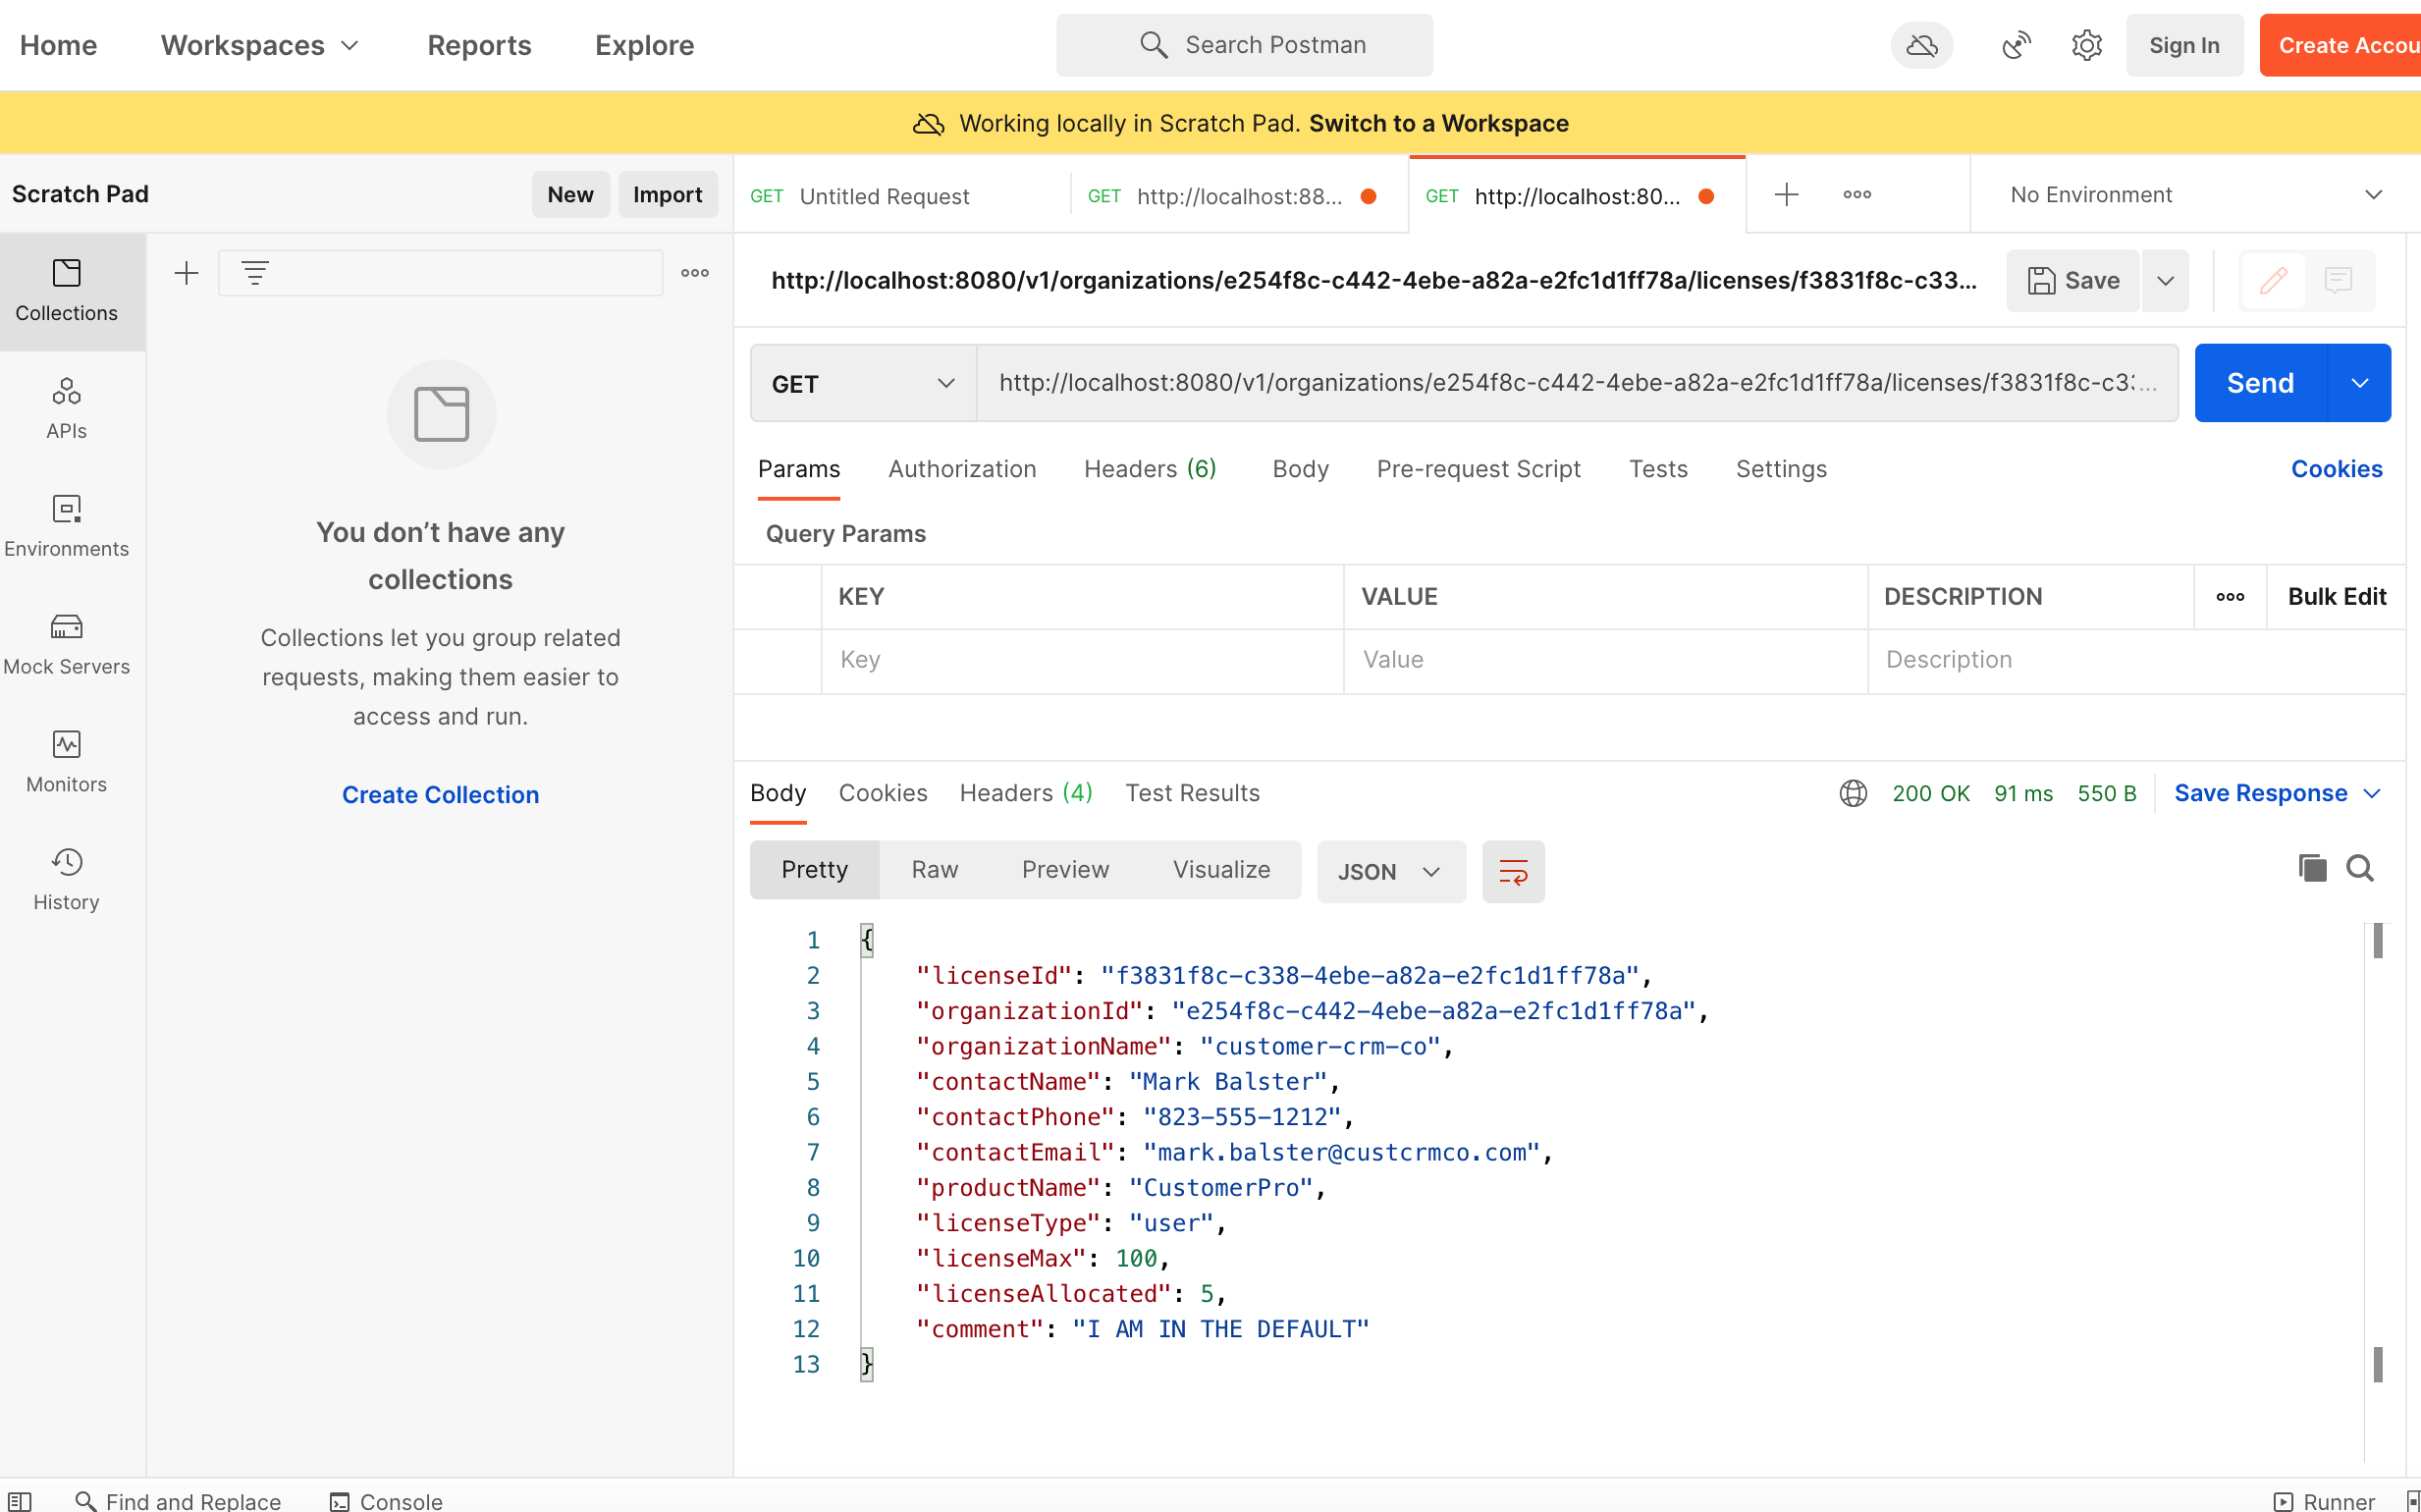 Home Workspaces Reports Explore Search Postman Sign In Create Accou
Working locally in Scratch Pad. Switch to a Workspace
Scratch Pad New Import GET Untitled Request GET http://localhost:88... GET http://localhost:80... No Environment
Collections
APIs
Environments
Mock Servers
Monitors
History
You don’t have any
collections
Collections let you group related
requests, making them easier to
access and run.
Create Collection
http://localhost:8080/v1/organizations/e254f8c-c442-4ebe-a82a-e2fc1d1ff78a/licenses/f3831f8c-c33... Save
GET http://localhost:8080/v1/organizations/e254f8c-c442-4ebe-a82a-e2fc1d1ff78a/licenses/f3831f8c-c3... Send
Params Authorization Headers (6) Body Pre-request Script Tests Settings Cookies
Query Params
KEY VALUE DESCRIPTION Bulk Edit
Key Value Description
Body Cookies Headers (4) Test Results 200 OK 91 ms 550 B Save Response
Pretty Raw Preview Visualize JSON
1 {
2 "licenseId": "f3831f8c-c338-4ebe-a82a-e2fc1d1ff78a",
3 "organizationId": "e254f8c-c442-4ebe-a82a-e2fc1d1ff78a",
4 "organizationName": "customer-crm-co",
5 "contactName": "Mark Balster",
6 "contactPhone": "823-555-1212",
7 "contactEmail": "mark.balster@custcrmco.com",
8 "productName": "CustomerPro",
9 "licenseType": "user",
10 "licenseMax": 100,
11 "licenseAllocated": 5,
12 "comment": "I AM IN THE DEFAULT"
13 }
Find and Replace Console Runner